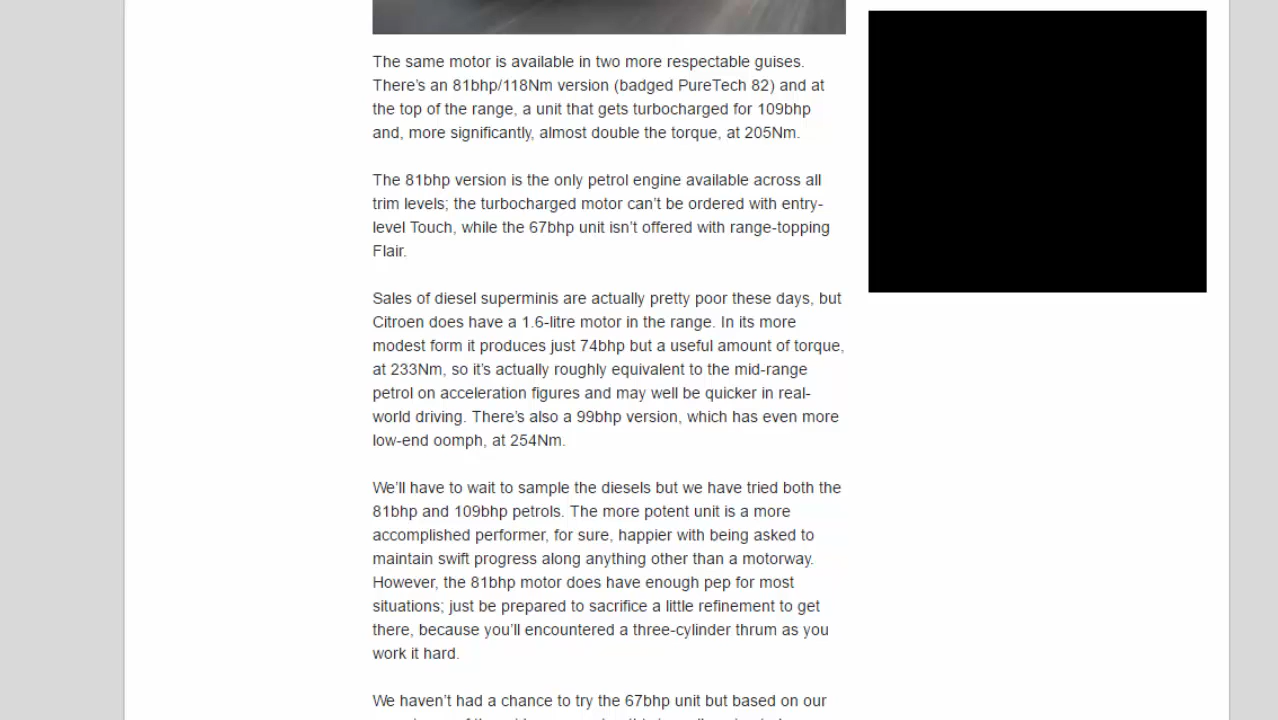 The same motor is available in two more respectable guises.
There’s an 81bhp/118Nm version (badged PureTech 82) and at
the top of the range, a unit that gets turbocharged for 109bhp
and, more significantly, almost double the torque, at 205Nm.
The 81bhp version is the only petrol engine available across all
trim levels; the turbocharged motor can’t be ordered with entry-
level Touch, while the 67bhp unit isn’t offered with range-topping
Flair.
Sales of diesel superminis are actually pretty poor these days, but
Citroen does have a 1.6-litre motor in the range. In its more
modest form it produces just 74bhp but a useful amount of torque,
at 233Nm, so it’s actually roughly equivalent to the mid-range
petrol on acceleration figures and may well be quicker in real-
world driving. There’s also a 99bhp version, which has even more
low-end oomph, at 254Nm.
We’ll have to wait to sample the diesels but we have tried both the
81bhp and 109bhp petrols. The more potent unit is a more
accomplished performer, for sure, happier with being asked to
maintain swift progress along anything other than a motorway.
However, the 81bhp motor does have enough pep for most
situations; just be prepared to sacrifice a little refinement to get
there, because you’ll encountered a three-cylinder thrum as you
work it hard.
We haven’t had a chance to try the 67bhp unit but based on our